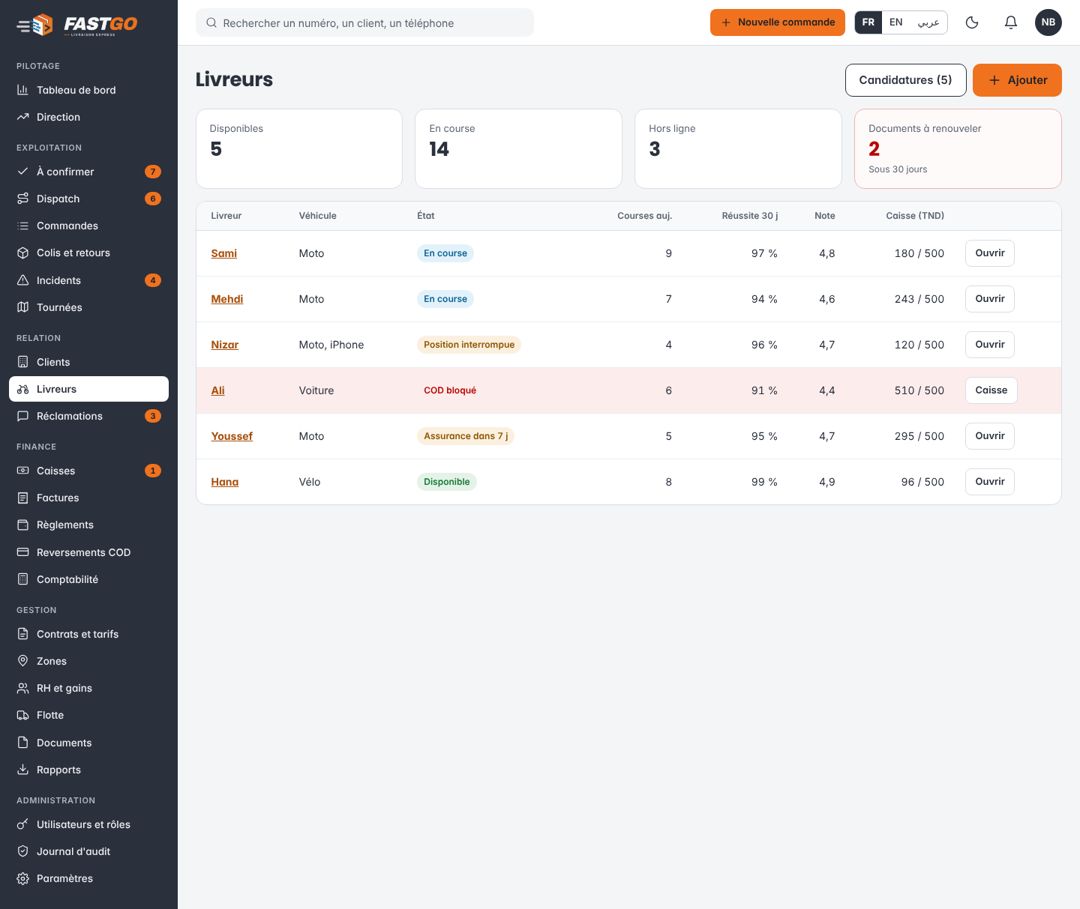 FASTGO
LIVRAISON EXPRESS
Rechercher un numéro, un client, un téléphone
+ Nouvelle commande
FR EN عربي
NB
PILOTAGE
Tableau de bord
Direction
EXPLOITATION
À confirmer 7
Dispatch 6
Commandes
Colis et retours
Incidents 4
Tournées
RELATION
Clients
Livreurs
Réclamations 3
FINANCE
Caisses 1
Factures
Règlements
Reversements COD
Comptabilité
GESTION
Contrats et tarifs
Zones
RH et gains
Flotte
Documents
Rapports
ADMINISTRATION
Utilisateurs et rôles
Journal d'audit
Paramètres
Livreurs
Candidatures (5)
+ Ajouter
Disponibles
5
En course
14
Hors ligne
3
Documents à renouveler
2
Sous 30 jours
Livreur Véhicule État Courses auj. Réussite 30 j Note Caisse (TND)
Sami Moto En course 9 97 % 4,8 180 / 500 Ouvrir
Mehdi Moto En course 7 94 % 4,6 243 / 500 Ouvrir
Nizar Moto, iPhone Position interrompue 4 96 % 4,7 120 / 500 Ouvrir
Ali Voiture COD bloqué 6 91 % 4,4 510 / 500 Caisse
Youssef Moto Assurance dans 7 j 5 95 % 4,7 295 / 500 Ouvrir
Hana Vélo Disponible 8 99 % 4,9 96 / 500 Ouvrir